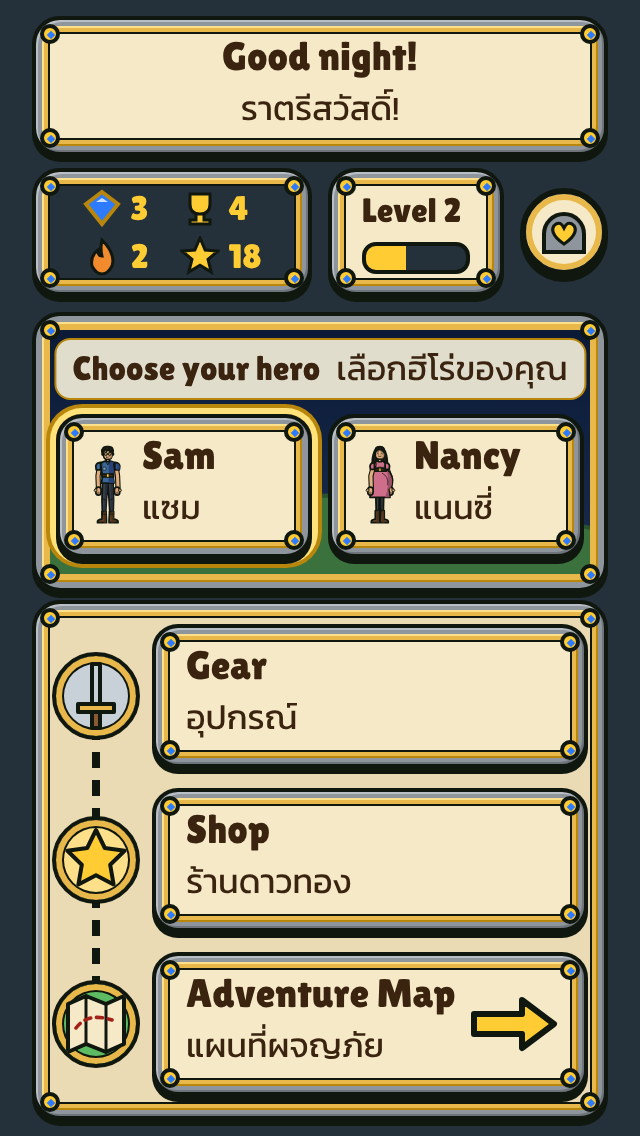 Good night!
ราตรีสวัสดิ์!
3 4
Level 2
2 18
Choose your hero เลือกฮีโร่ของคุณ
Sam
แซม
Nancy
แนนซี่
Gear
อุปกรณ์
Shop
ร้านดาวทอง
Adventure Map
แผนที่ผจญภัย